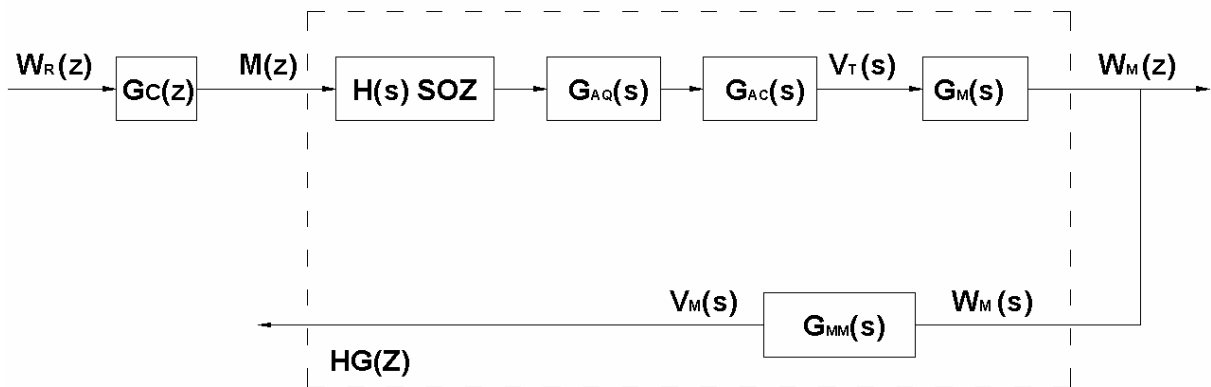 WR(z)
GC(z)
M(z)
H(s) SOZ
GAQ(s)
GAC(s)
VT(s)
GM(s)
WM(z)
VM(s)
GMM(s)
WM(s)
HG(Z)